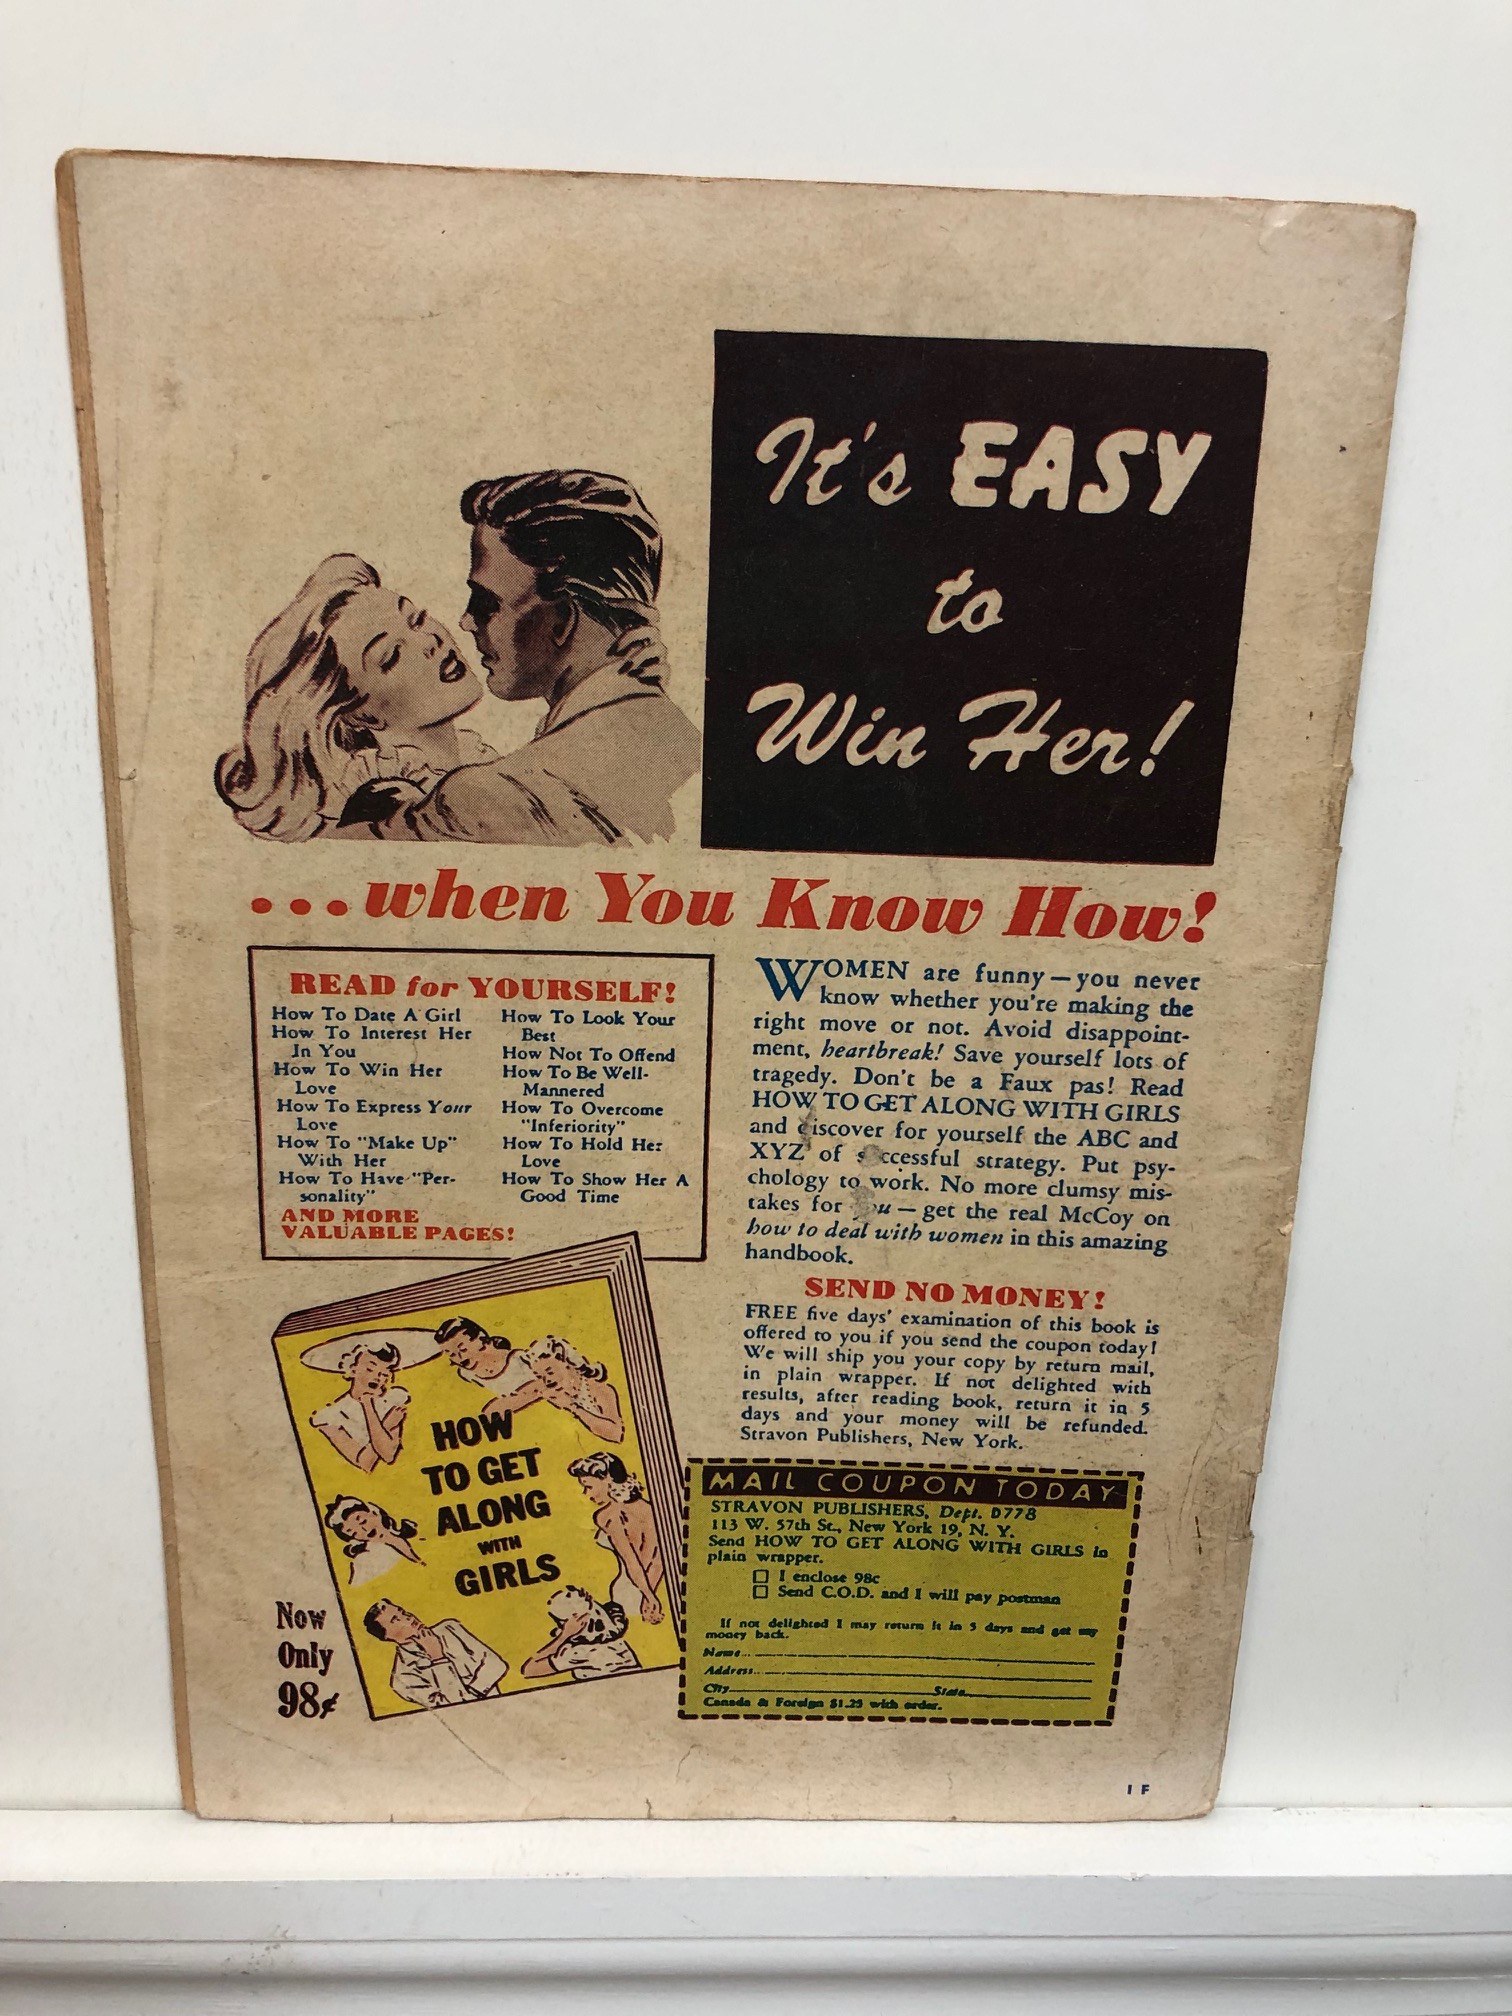 It's EASY
to
Win Her!
...when You Know How!
READ for YOURSELF!
How To Date A Girl
How To Interest Her
In You
How To Win Her
Love
How To Express Your
Love
How To "Make Up"
With Her
How To Have "Per-
sonality"
How To Look Your
Best
How Not To Offend
How To Be Well-
Mannered
How To Overcome
"Inferiority"
How To Hold Her
Love
How To Show Her A
Good Time
AND MORE
VALUABLE PAGES!
WOMEN are funny — you never
know whether you're making the
right move or not. Avoid disappoint-
ment, heartbreak! Save yourself lots of
tragedy. Don't be a Faux pas! Read
HOW TO GET ALONG WITH GIRLS
and discover for yourself the ABC and
XYZ of successful strategy. Put psy-
chology to work. No more clumsy mis-
takes for you — get the real McCoy on
how to deal with women in this amazing
handbook.
SEND NO MONEY!
FREE five days' examination of this book is
offered to you if you send the coupon today!
We will ship you your copy by return mail,
in plain wrapper. If not delighted with
results, after reading book, return it in 5
days and your money will be refunded.
Stravon Publishers, New York.
HOW
TO GET
ALONG
WITH
GIRLS
Now
Only
98¢
MAIL COUPON TODAY
STRAVON PUBLISHERS, Dept. D778
113 W. 57th St., New York 19, N. Y.
Send HOW TO GET ALONG WITH GIRLS in
plain wrapper.
☐ I enclose 98c
☐ Send C.O.D. and I will pay postman
If not delighted I may return it in 5 days and get my
money back.
Name
Address
City State
Canada & Foreign $1.25 with order.
1 F